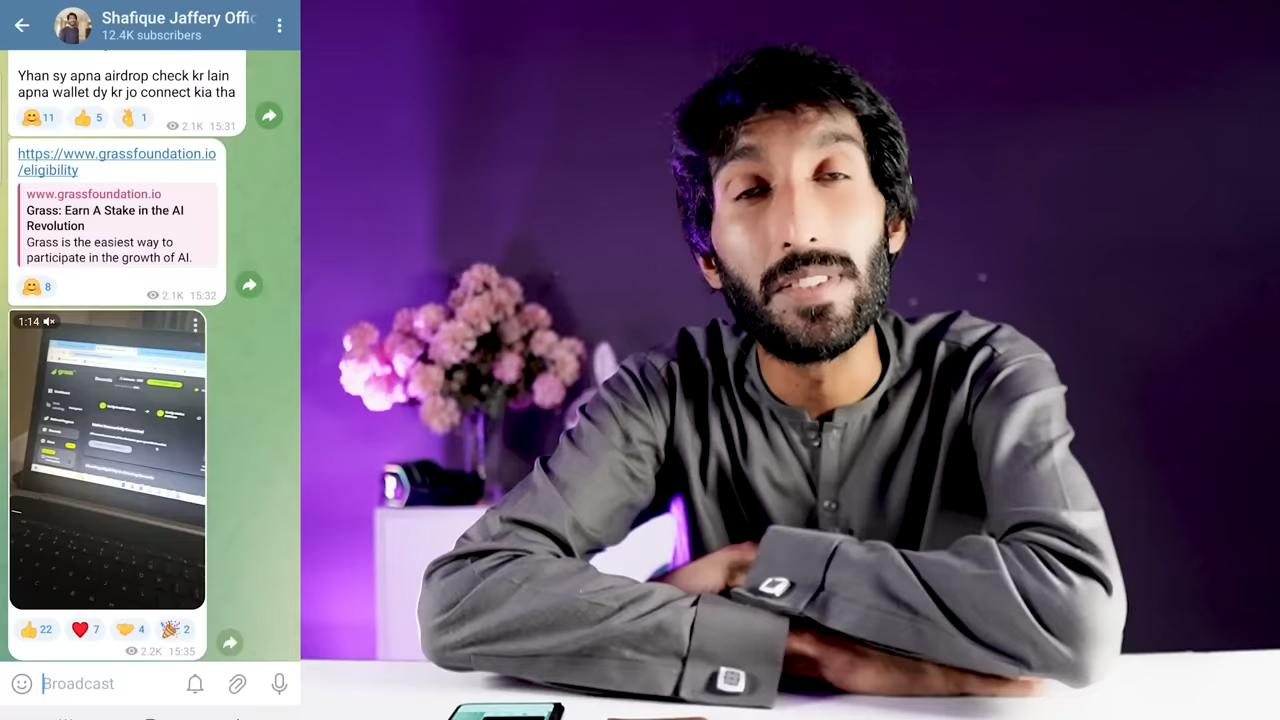 Shafique Jaffery Offic
12.4K subscribers
Yhan sy apna airdrop check kr lain
apna wallet dy kr jo connect kia tha
11 5 1 2.1K 15:31
https://www.grassfoundation.io
/eligibility
www.grassfoundation.io
Grass: Earn A Stake in the AI
Revolution
Grass is the easiest way to
participate in the growth of AI.
8 2.1K 15:32
1:14
grass
22 7 4 2 2.2K 15:35
Broadcast